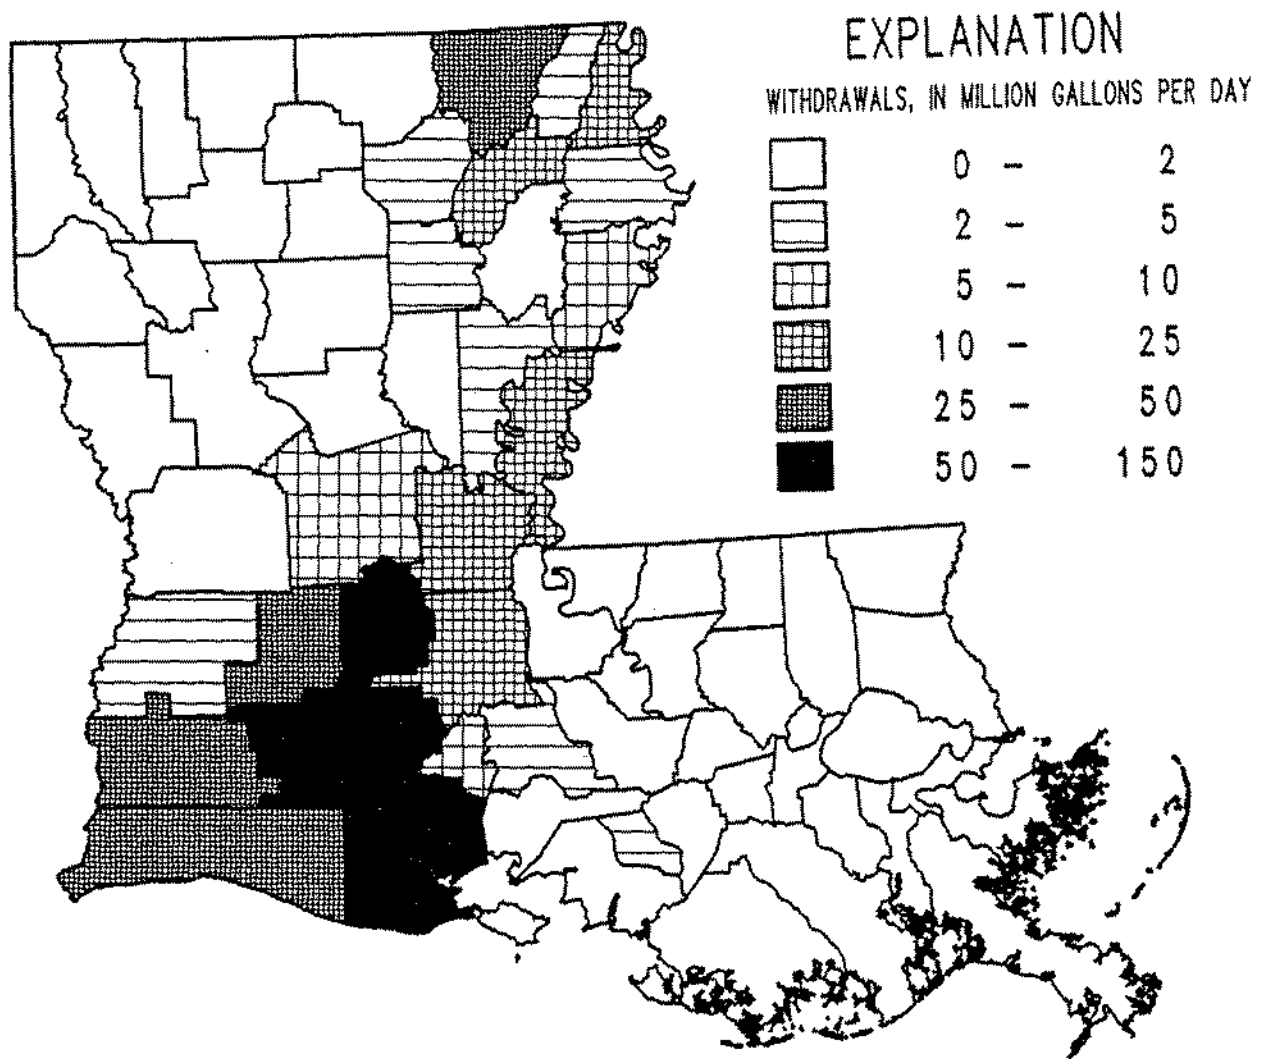 EXPLANATION
WITHDRAWALS, IN MILLION GALLONS PER DAY
0 - 2
2 - 5
5 - 10
10 - 25
25 - 50
50 - 150